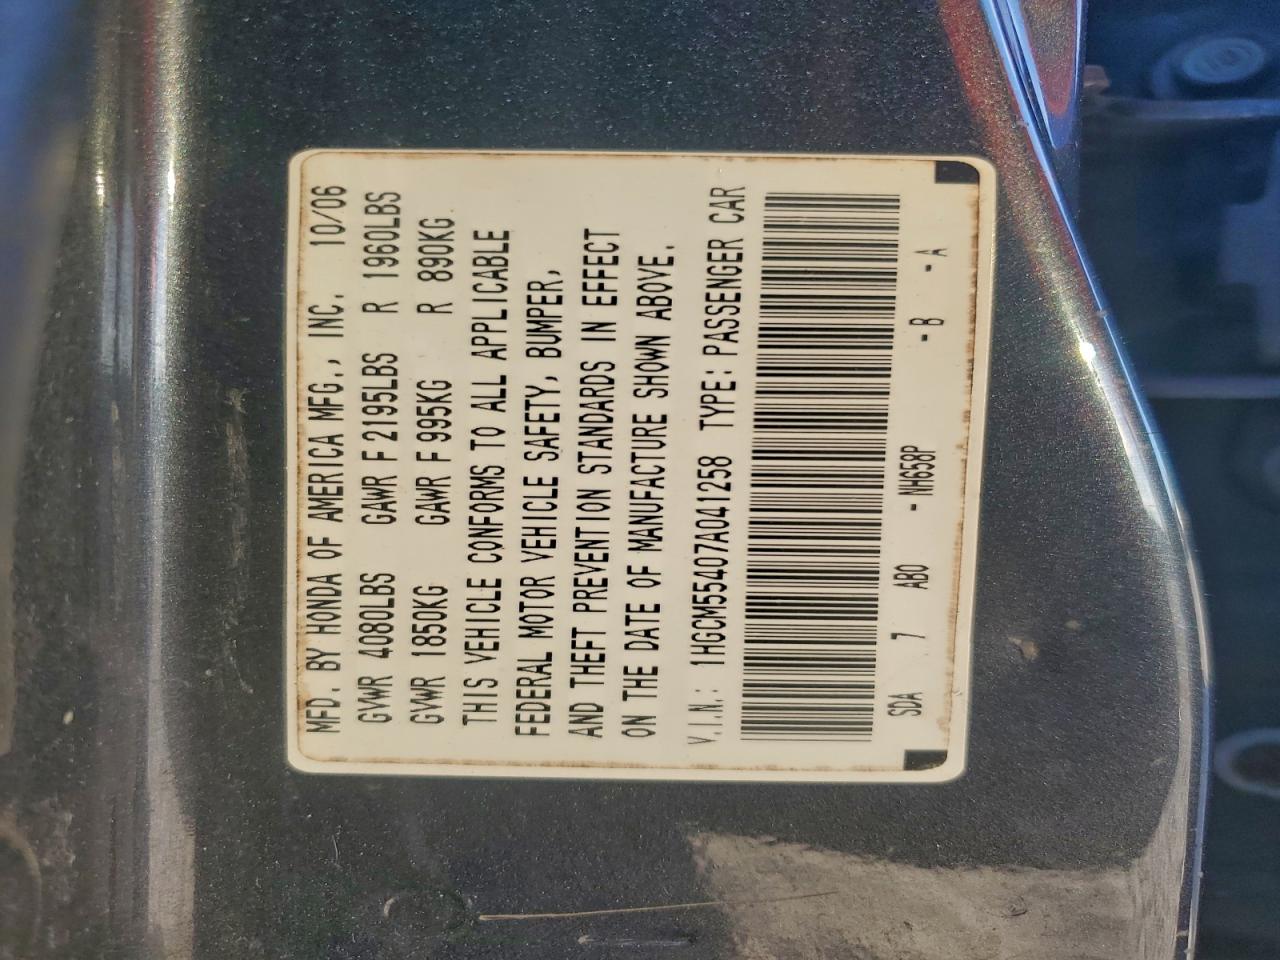 MFD. BY HONDA OF AMERICA MFG., INC. 10/06
GVWR 4080LBS GAWR F 2195LBS R 1960LBS
GVWR 1850KG GAWR F 995KG R 890KG
THIS VEHICLE CONFORMS TO ALL APPLICABLE
FEDERAL MOTOR VEHICLE SAFETY, BUMPER,
AND THEFT PREVENTION STANDARDS IN EFFECT
ON THE DATE OF MANUFACTURE SHOWN ABOVE.
V.I.N.: 1HGCM55407A041258 TYPE: PASSENGER CAR
SDA 7 ABO - NH658P - B - A